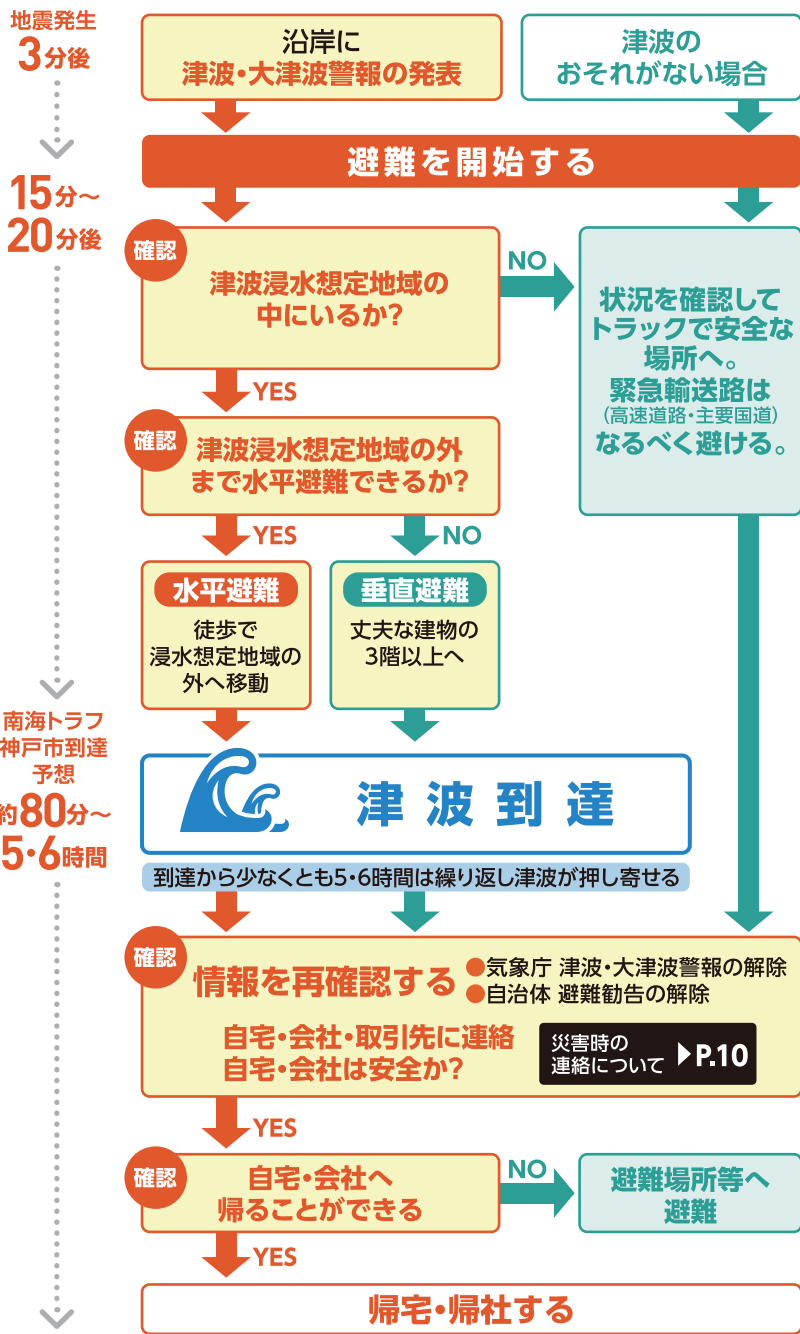 地震発生
3分後
沿岸に
津波・大津波警報の発表
津波の
おそれがない場合
避難を開始する
15分～
20分後
確認
津波浸水想定地域の
中にいるか?
NO
状況を確認して
トラックで安全な
場所へ。
緊急輸送路は
(高速道路・主要国道)
なるべく避ける。
YES
確認
津波浸水想定地域の外
まで水平避難できるか?
YES
NO
水平避難
徒歩で
浸水想定地域の
外へ移動
垂直避難
丈夫な建物の
3階以上へ
南海トラフ
神戸市到達
予想
約80分～
5・6時間
津波到達
到達から少なくとも5・6時間は繰り返し津波が押し寄せる
確認
情報を再確認する
●気象庁 津波・大津波警報の解除
●自治体 避難勧告の解除
自宅・会社・取引先に連絡
自宅・会社は安全か?
災害時の
連絡について
▶P.10
YES
確認
自宅・会社へ
帰ることができる
NO
避難場所等へ
避難
YES
帰宅・帰社する